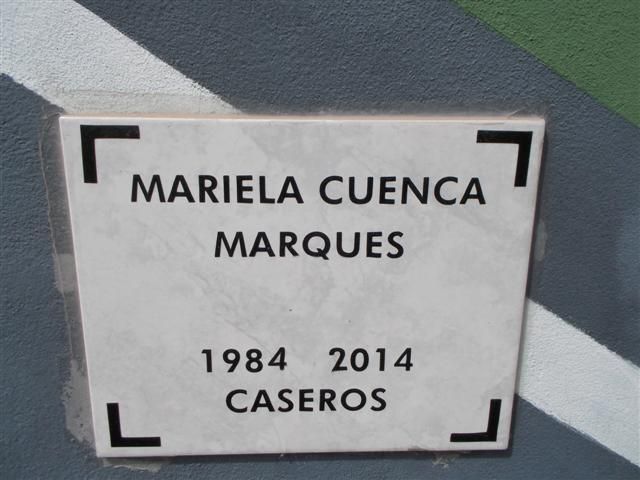 MARIELA CUENCA
MARQUES
1984 2014
CASEROS